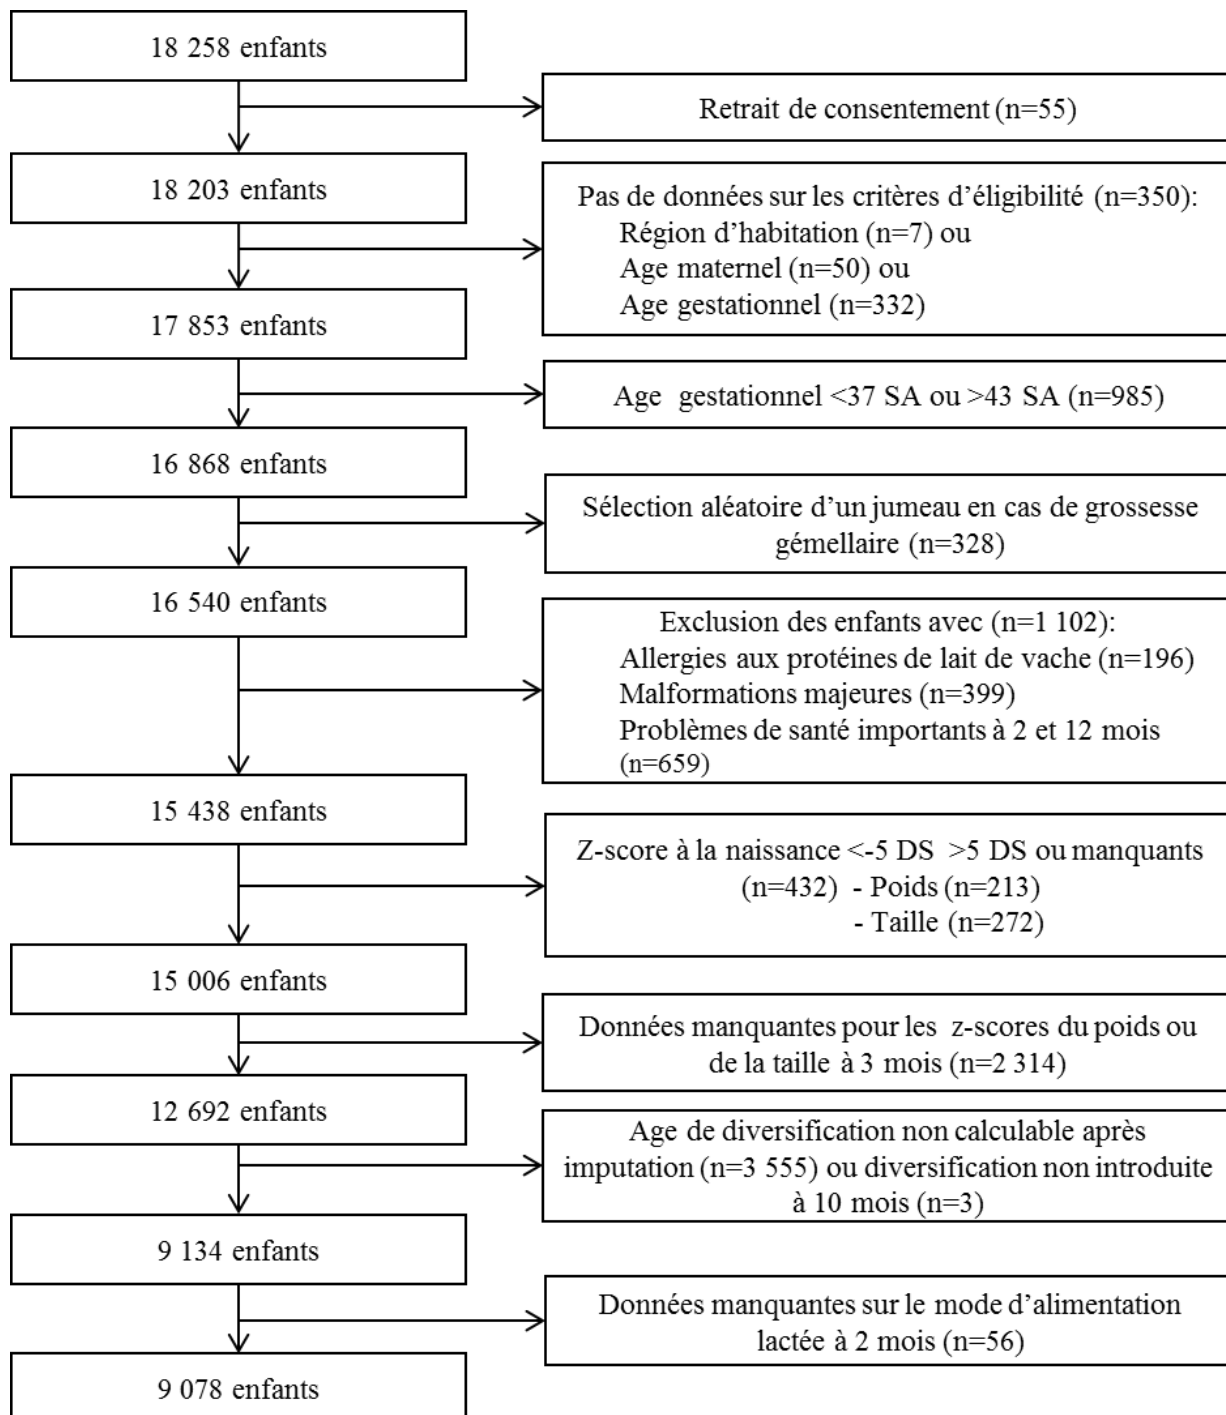 18 258 enfants
Retrait de consentement (n=55)
18 203 enfants
Pas de données sur les critères d’éligibilité (n=350):
Région d’habitation (n=7) ou
Age maternel (n=50) ou
Age gestationnel (n=332)
17 853 enfants
Age gestationnel <37 SA ou >43 SA (n=985)
16 868 enfants
Sélection aléatoire d’un jumeau en cas de grossesse
gémellaire (n=328)
16 540 enfants
Exclusion des enfants avec (n=1 102):
Allergies aux protéines de lait de vache (n=196)
Malformations majeures (n=399)
Problèmes de santé importants à 2 et 12 mois
(n=659)
15 438 enfants
Z-score à la naissance <-5 DS >5 DS ou manquants
(n=432) - Poids (n=213)
- Taille (n=272)
15 006 enfants
Données manquantes pour les z-scores du poids ou
de la taille à 3 mois (n=2 314)
12 692 enfants
Age de diversification non calculable après
imputation (n=3 555) ou diversification non introduite
à 10 mois (n=3)
9 134 enfants
Données manquantes sur le mode d’alimentation
lactée à 2 mois (n=56)
9 078 enfants